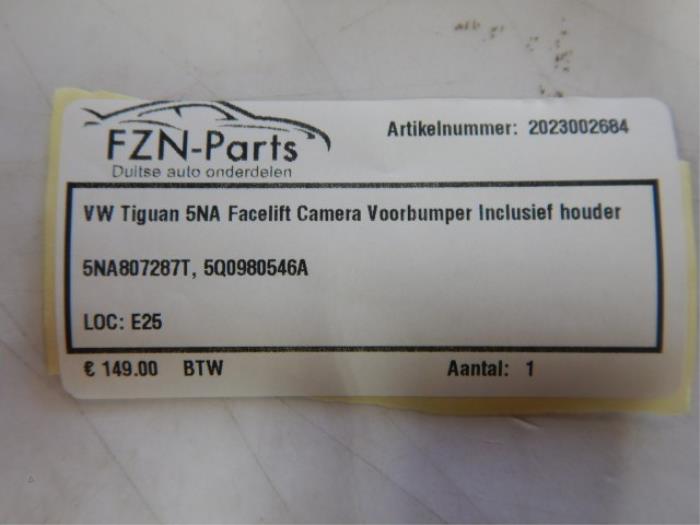 FZN-Parts
Duitse auto onderdelen
Artikelnummer: 2023002684
VW Tiguan 5NA Facelift Camera Voorbumper Inclusief houder
5NA807287T, 5Q0980546A
LOC: E25
€ 149.00 BTW Aantal: 1